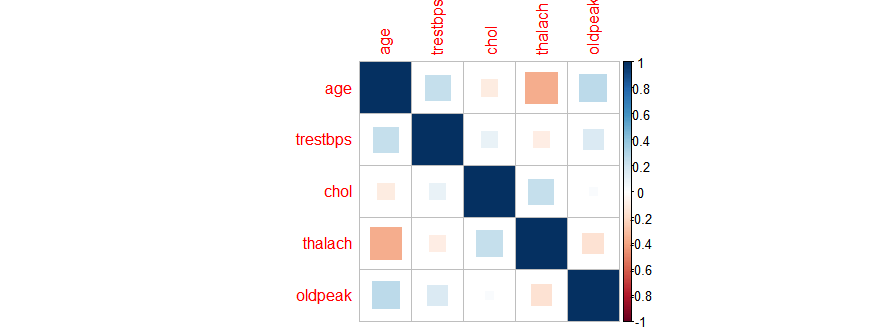 age
trestbps
chol
thalach
oldpeak
age
trestbps
chol
thalach
oldpeak
1
0.8
0.6
0.4
0.2
0
-0.2
-0.4
-0.6
-0.8
-1